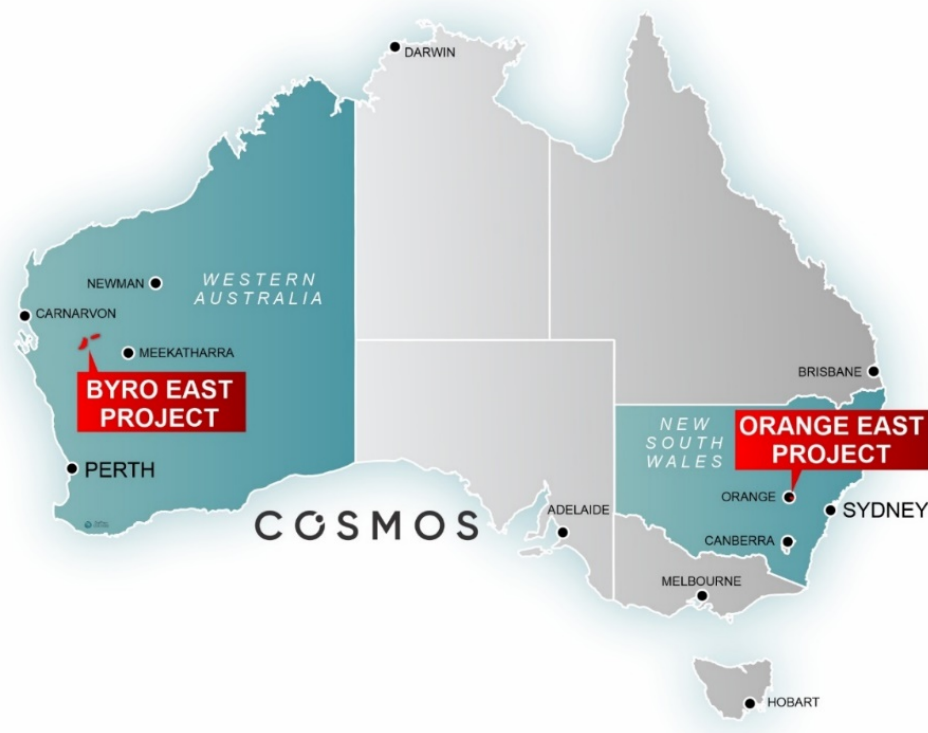 DARWIN
NEWMAN
WESTERN
AUSTRALIA
CARNARVON
MEEKATHARRA
BYRO EAST
PROJECT
PERTH
BRISBANE
NEW
SOUTH
WALES
ORANGE EAST
PROJECT
ORANGE
SYDNEY
COSMOS
ADELAIDE
CANBERRA
MELBOURNE
HOBART